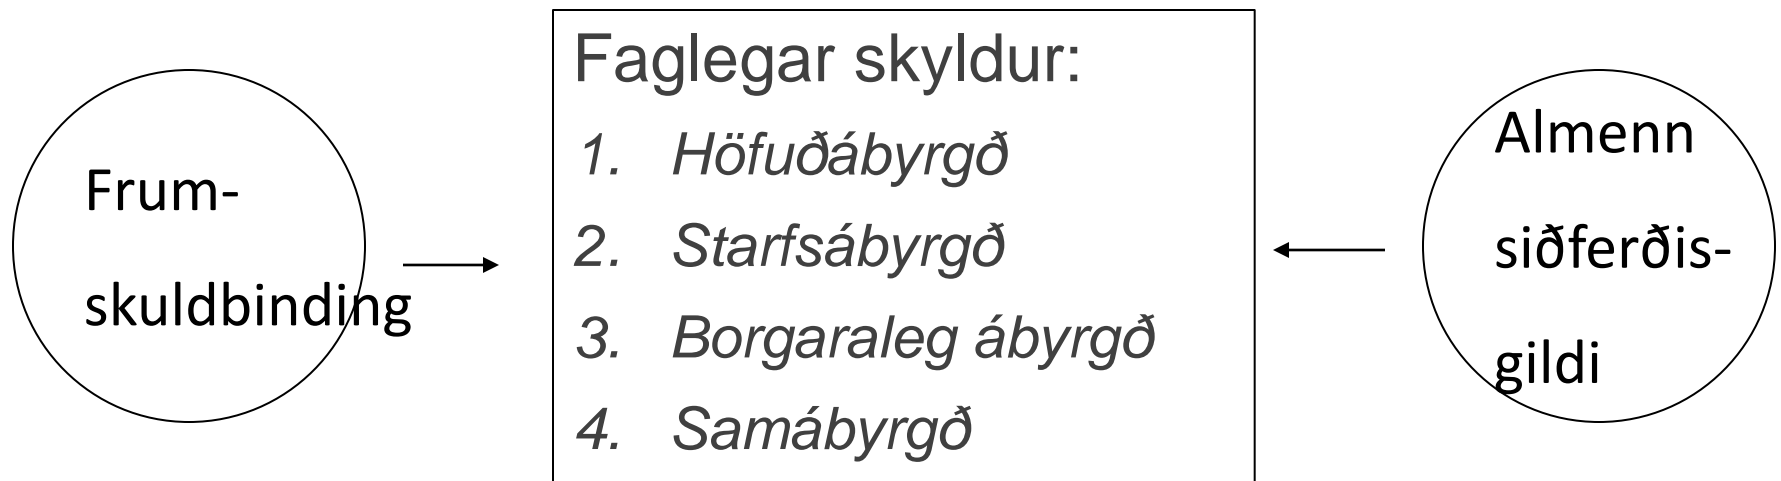 Frum-
skuldbinding
Faglegar skyldur:
1. Höfuðábyrgð
2. Starfsábyrgð
3. Borgaraleg ábyrgð
4. Samábyrgð
Almenn
siðferðis-
gildi